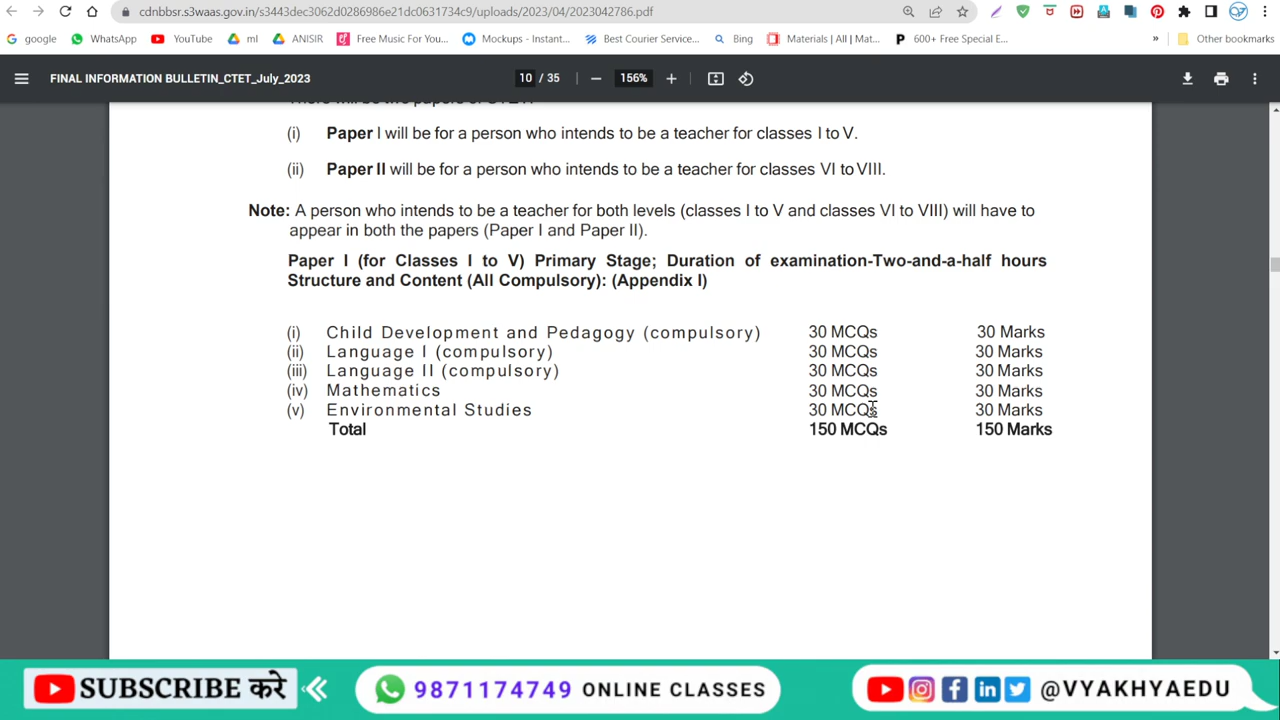 cdnbbsr.s3waas.gov.in/s3443dec3062d0286986e21dc0631734c9/uploads/2023/04/2023042786.pdf
google WhatsApp YouTube ml ANISIR Free Music For You... Mockups - Instant... Best Courier Service... Bing Materials | All | Mat... 600+ Free Special E... » Other bookmarks
FINAL INFORMATION BULLETIN_CTET_July_2023 10 / 35 − 156% +
(i) Paper I will be for a person who intends to be a teacher for classes I to V.
(ii) Paper II will be for a person who intends to be a teacher for classes VI to VIII.
Note: A person who intends to be a teacher for both levels (classes I to V and classes VI to VIII) will have to
appear in both the papers (Paper I and Paper II).
Paper I (for Classes I to V) Primary Stage; Duration of examination-Two-and-a-half hours
Structure and Content (All Compulsory): (Appendix I)
(i) Child Development and Pedagogy (compulsory) 30 MCQs 30 Marks
(ii) Language I (compulsory) 30 MCQs 30 Marks
(iii) Language II (compulsory) 30 MCQs 30 Marks
(iv) Mathematics 30 MCQs 30 Marks
(v) Environmental Studies 30 MCQs 30 Marks
Total 150 MCQs 150 Marks
SUBSCRIBE करे 9871174749 ONLINE CLASSES @VYAKHYAEDU